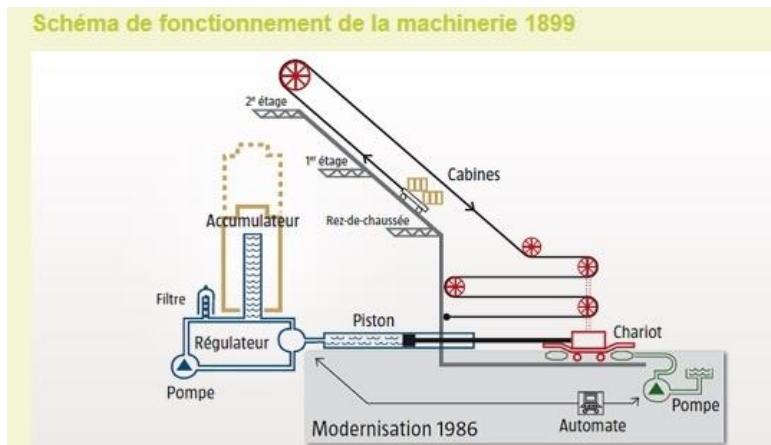 Schéma de fonctionnement de la machinerie 1899
2e étage
1er étage
Cabines
Accumulateur
Rez-de-chaussée
Filtre
Régulateur
Piston
Chariot
Pompe
Pompe
Modernisation 1986
Automate